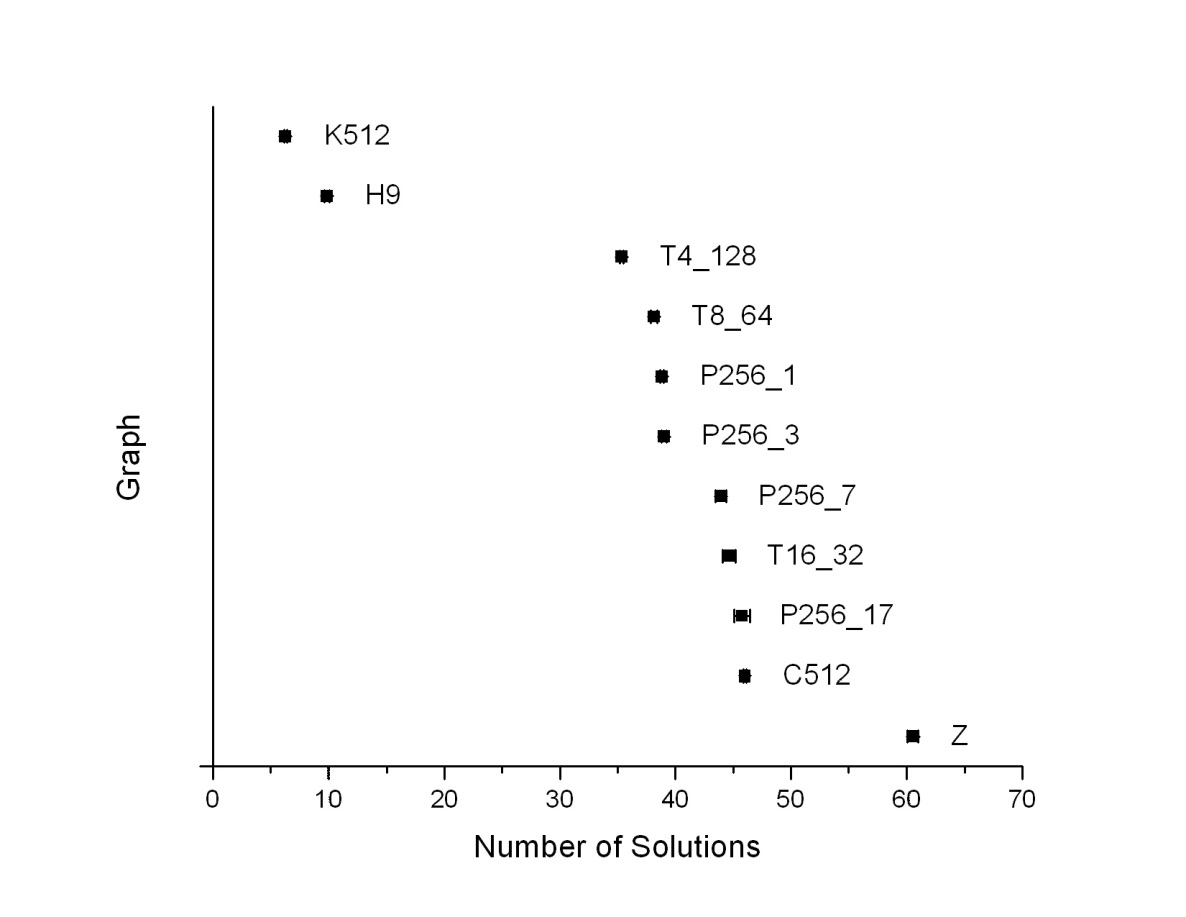 K512
H9
T4_128
T8_64
P256_1
P256_3
Graph
P256_7
T16_32
P256_17
C512
Z
0 10 20 30 40 50 60 70
Number of Solutions